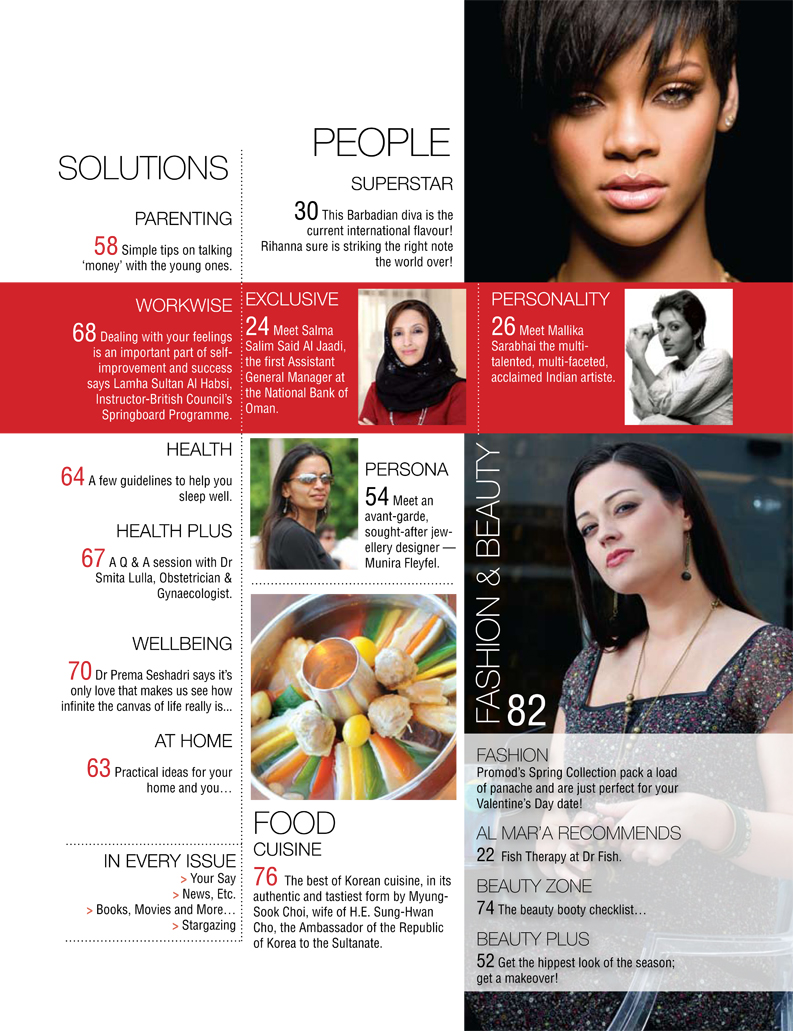 SOLUTIONS
PARENTING
58 Simple tips on talking
‘money’ with the young ones.
WORKWISE
68 Dealing with your feelings
is an important part of self-
improvement and success
says Lamha Sultan Al Habsi,
Instructor-British Council’s
Springboard Programme.
HEALTH
64 A few guidelines to help you
sleep well.
HEALTH PLUS
67 A Q & A session with Dr
Smita Lulla, Obstetrician &
Gynaecologist.
WELLBEING
70 Dr Prema Seshadri says it’s
only love that makes us see how
infinite the canvas of life really is...
AT HOME
63 Practical ideas for your
home and you…
IN EVERY ISSUE
> Your Say
> News, Etc.
> Books, Movies and More…
> Stargazing
PEOPLE
SUPERSTAR
30 This Barbadian diva is the
current international flavour!
Rihanna sure is striking the right note
the world over!
EXCLUSIVE
24 Meet Salma
Salim Said Al Jaadi,
the first Assistant
General Manager at
the National Bank of
Oman.
PERSONALITY
26 Meet Mallika
Sarabhai the multi-
talented, multi-faceted,
acclaimed Indian artiste.
PERSONA
54 Meet an
avant-garde,
sought-after jew-
ellery designer —
Munira Fleyfel.
FOOD
CUISINE
76 The best of Korean cuisine, in its
authentic and tastiest form by Myung-
Sook Choi, wife of H.E. Sung-Hwan
Cho, the Ambassador of the Republic
of Korea to the Sultanate.
FASHION & BEAUTY
82
FASHION
Promod’s Spring Collection pack a load
of panache and are just perfect for your
Valentine’s Day date!
AL MAR’A RECOMMENDS
22 Fish Therapy at Dr Fish.
BEAUTY ZONE
74 The beauty booty checklist…
BEAUTY PLUS
52 Get the hippest look of the season;
get a makeover!